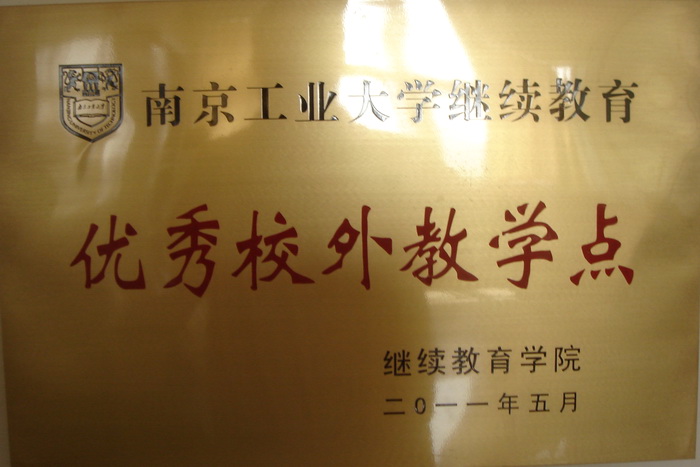 南京工业大学继续教育
优秀校外教学点
继续教育学院
二０一一年五月